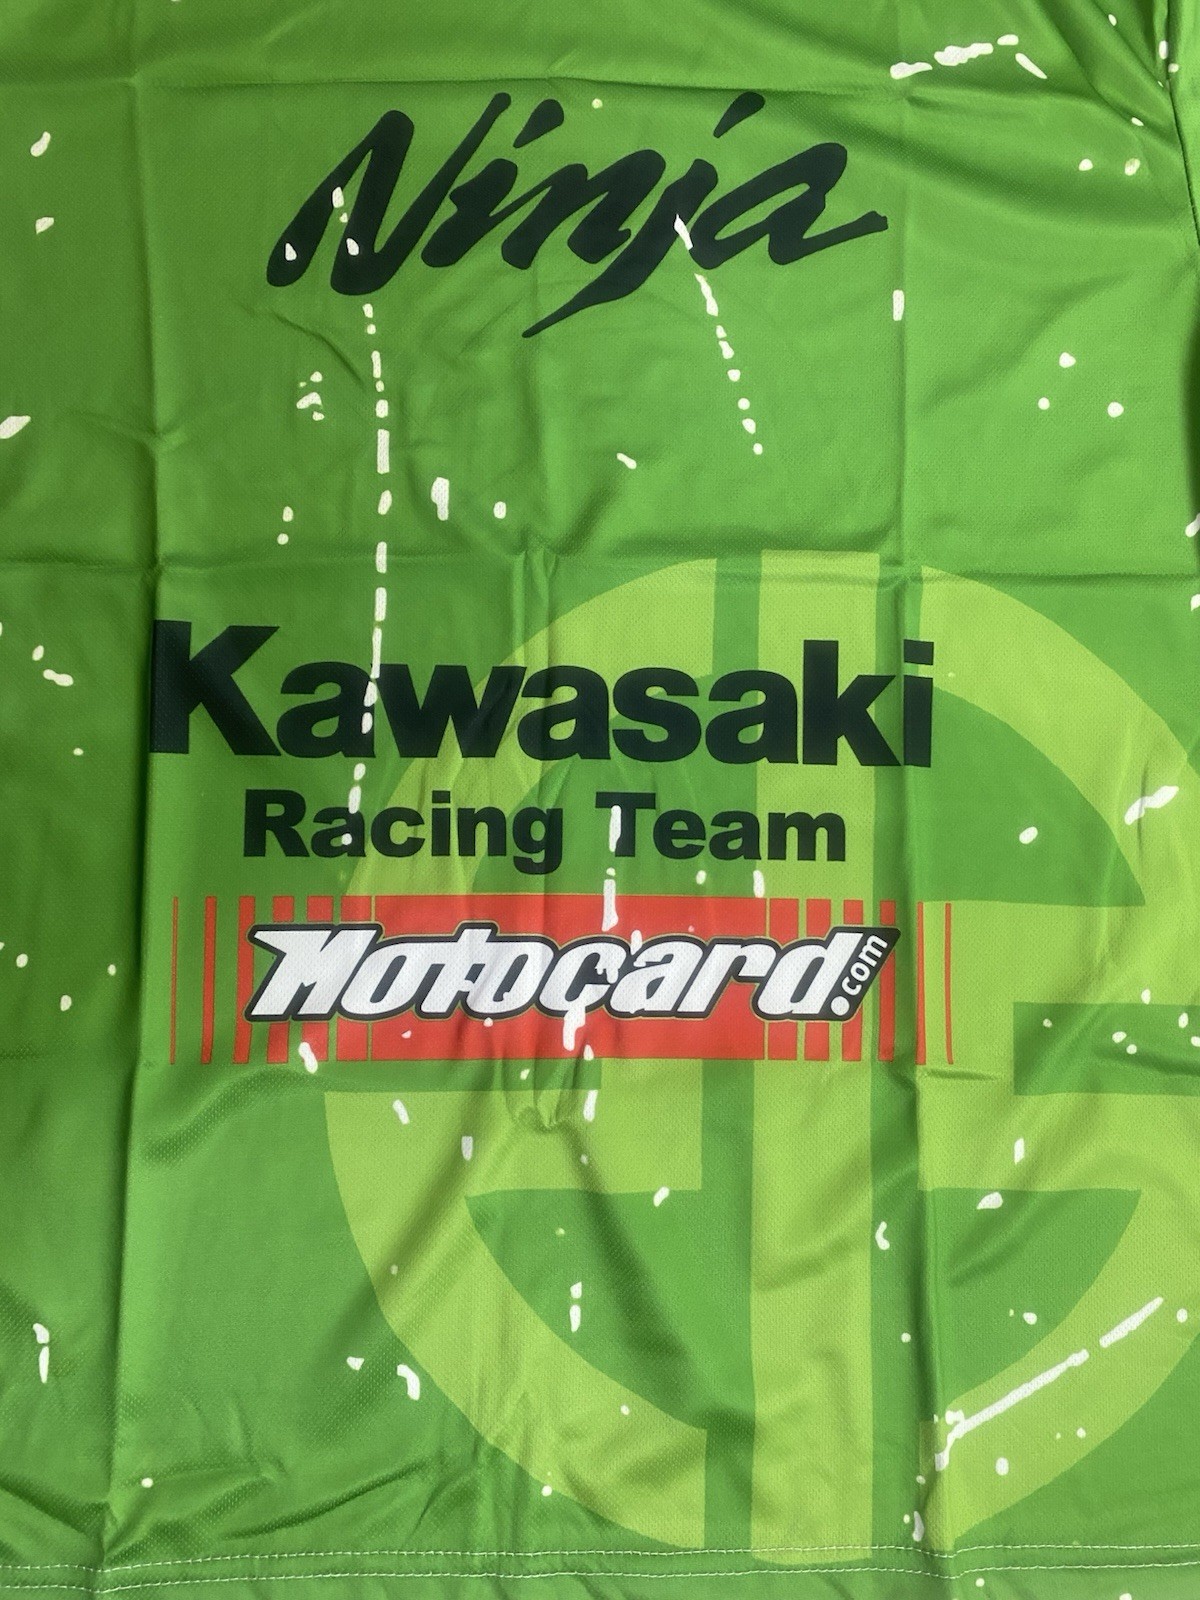 Ninja
Kawasaki
Racing Team
Motocard.com